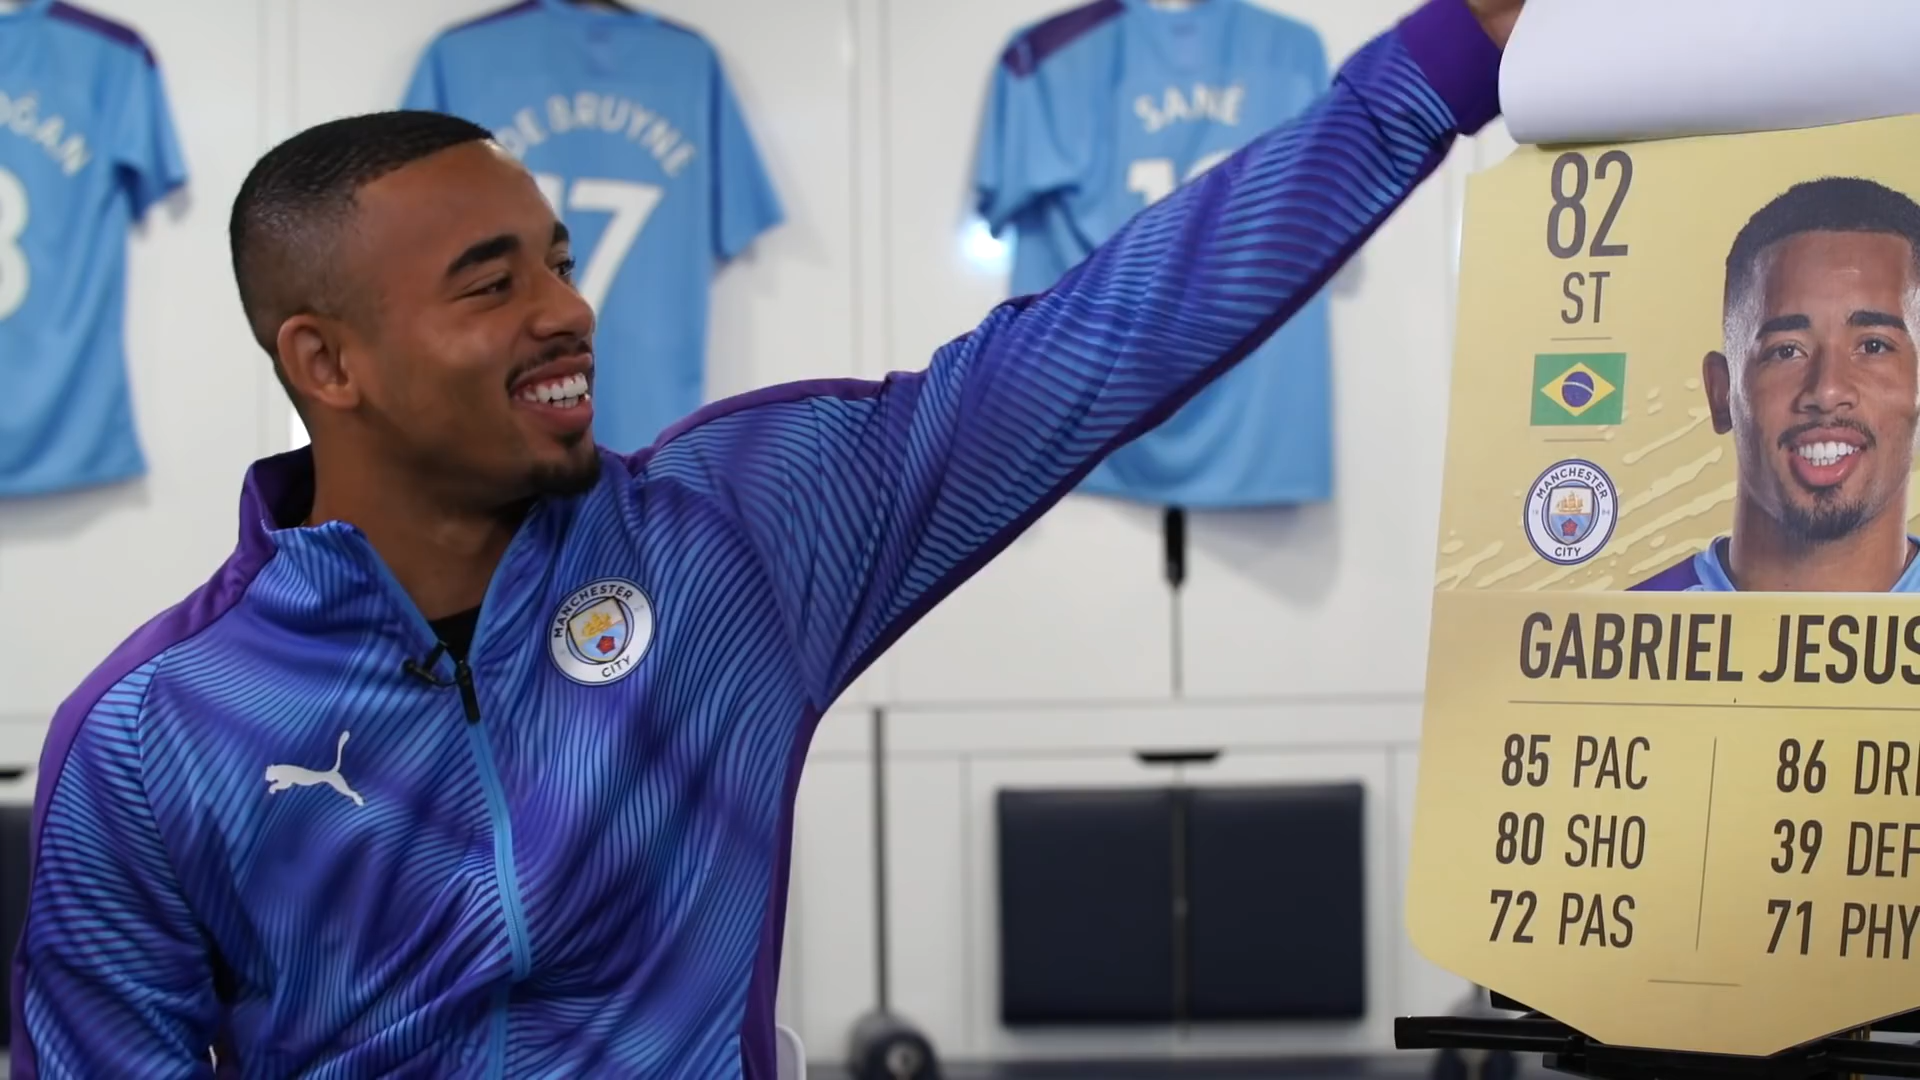 DE BRUYNE
17
SANÉ
82
ST
MANCHESTER
CITY
MANCHESTER
CITY
GABRIEL JESUS
85 PAC
80 SHO
72 PAS
86 DRI
39 DEF
71 PHY